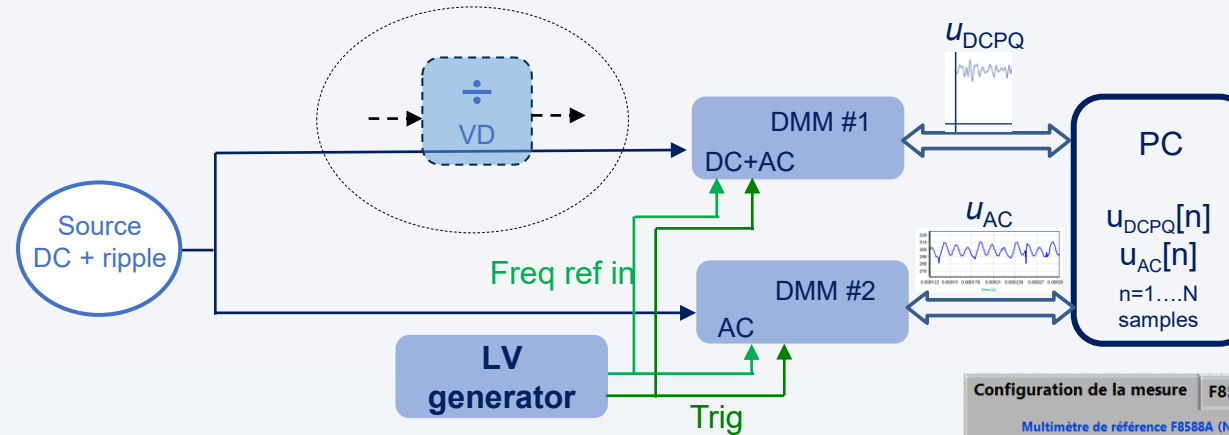 u_DCPQ
÷
VD
DMM #1
DC+AC
PC
Source
DC + ripple
u_AC
u_DCPQ[n]
u_AC[n]
n=1....N
samples
Freq ref in
DMM #2
AC
LV
generator
Trig
Configuration de la mesure
Multimètre de référence F8588A